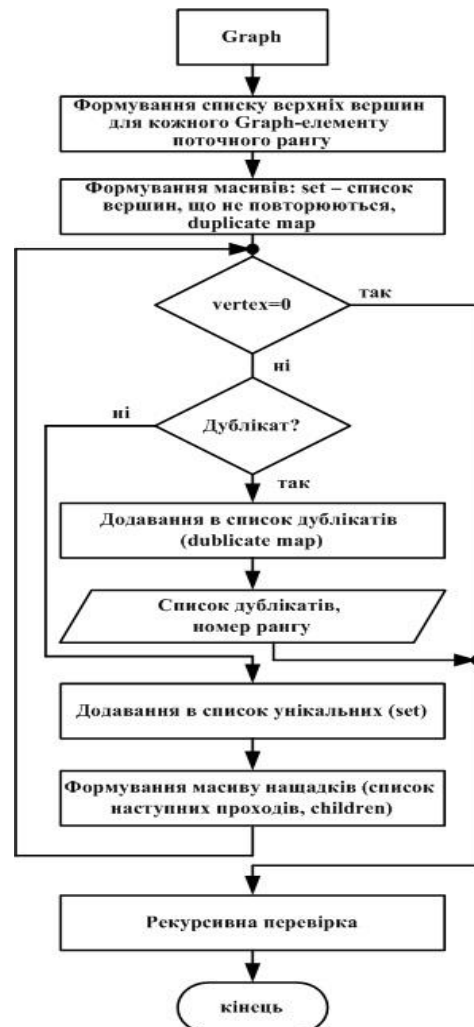 Graph
Формування списку верхніх вершин
для кожного Graph-елементу
поточного рангу
Формування масивів: set – список
вершин, що не повторюються,
duplicate map
vertex=0
так
ні
ні
Дублікат?
так
Додавання в список дублікатів
(dublicate map)
Список дублікатів,
номер рангу
Додавання в список унікальних (set)
Формування масиву нащадків (список
наступних проходів, children)
Рекурсивна перевірка
кінець